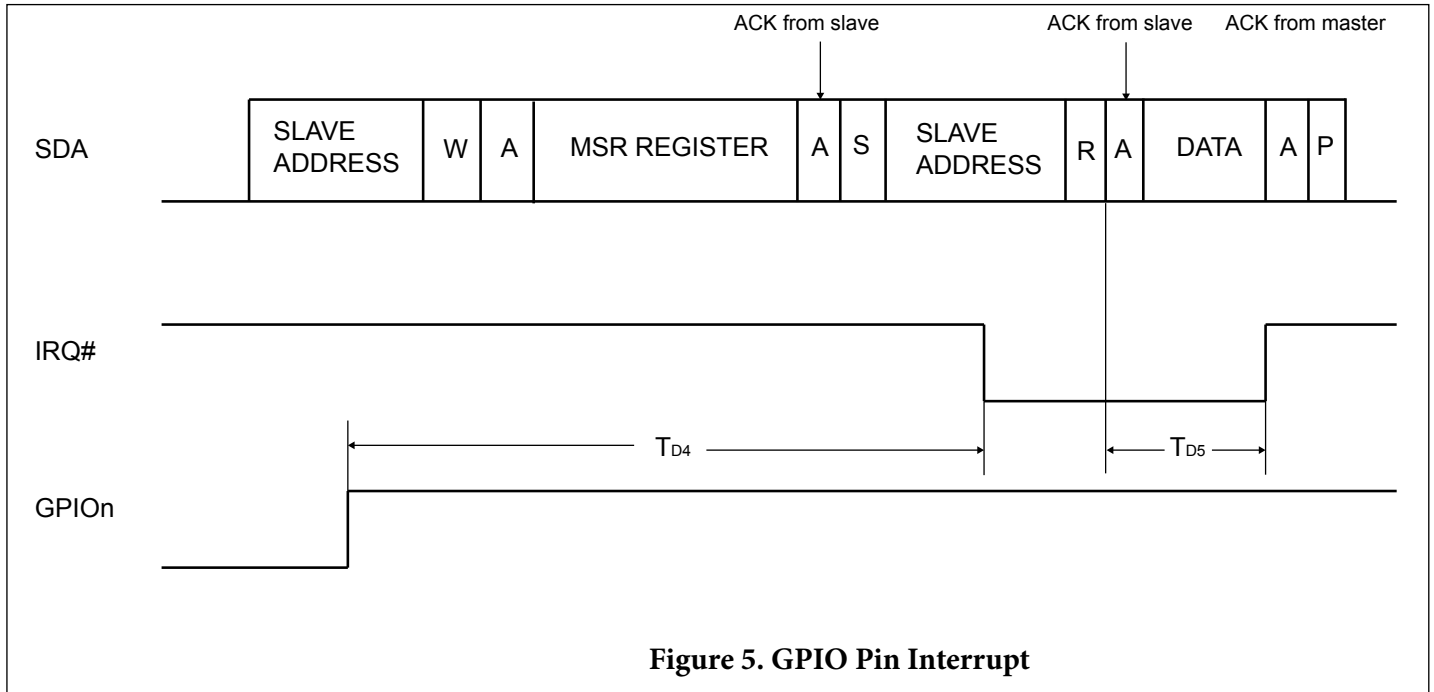 ACK from slave ACK from slave ACK from master
SDA SLAVE ADDRESS W A MSR REGISTER A S SLAVE ADDRESS R A DATA A P
IRQ#
TD4 TD5
GPIOn
Figure 5. GPIO Pin Interrupt